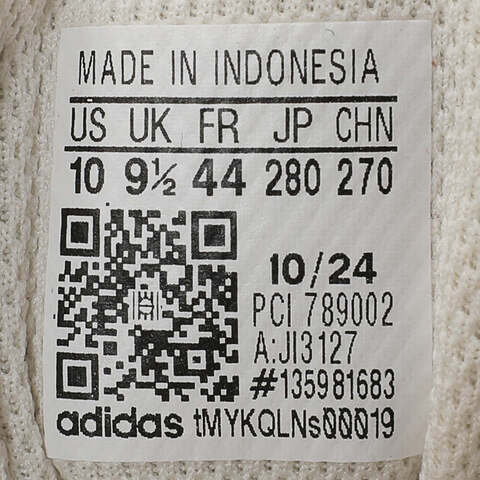 MADE IN INDONESIA
US UK FR JP CHN
10 9½ 44 280 270
10/24
PCI 789002
A:JI3127
#135981683
adidas tMYKQLNs00019